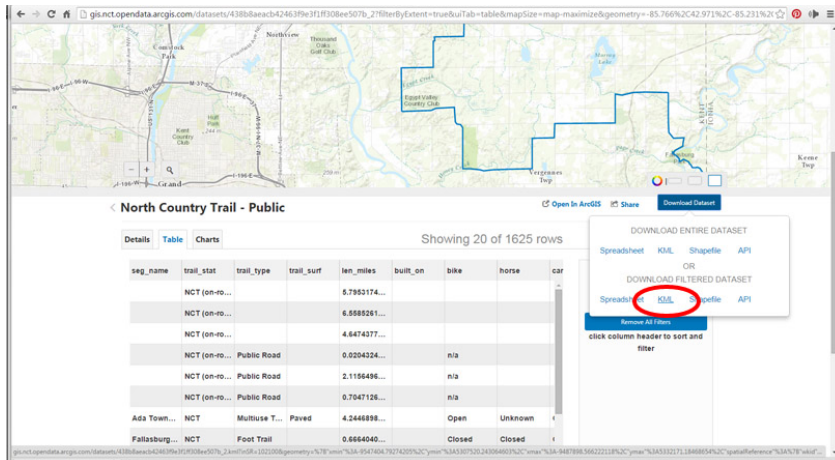 gis.nct.opendata.arcgis.com/datasets/438b8aeacb42463f9e3f1ff308ee507b_2?filterByExtent=true&uiTab=table&mapSize=map-maximize&geometry=-85.766%2C42.971%2C-85.231%2C
Northview
Thousand Oaks Golf Club
Comstock Park
Egypt Valley Country Club
Kent Country Club
Huff Park
Grand
Vergennes Twp
Keene Twp
North Country Trail - Public
Open In ArcGIS
Share
Download Dataset
Details
Table
Charts
Showing 20 of 1625 rows
DOWNLOAD ENTIRE DATASET
Spreadsheet KML Shapefile API
OR
DOWNLOAD FILTERED DATASET
Spreadsheet KML Shapefile API
Remove All Filters
click column header to sort and
filter
seg_name trail_stat trail_type trail_surf len_miles built_on bike horse car
NCT (on-ro... 5.7953174...
NCT (on-ro... 6.5585261...
NCT (on-ro... 4.6474377...
NCT (on-ro... Public Road 0.0204324... n/a
NCT (on-ro... Public Road 2.1156496... n/a
NCT (on-ro... Public Road 0.7047126... n/a
Ada Town... NCT Multiuse T... Paved 4.2446898... Open Unknown
Fallasburg... NCT Foot Trail 0.6664040... Closed Closed